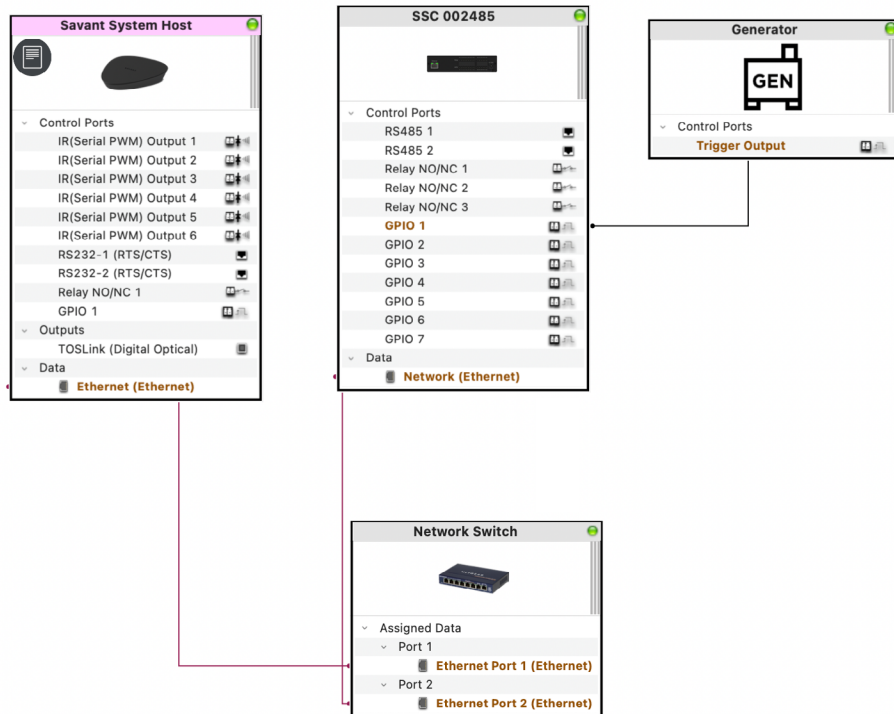 Savant System Host
Control Ports
IR(Serial PWM) Output 1
IR(Serial PWM) Output 2
IR(Serial PWM) Output 3
IR(Serial PWM) Output 4
IR(Serial PWM) Output 5
IR(Serial PWM) Output 6
RS232-1 (RTS/CTS)
RS232-2 (RTS/CTS)
Relay NO/NC 1
GPIO 1
Outputs
TOSLink (Digital Optical)
Data
Ethernet (Ethernet)
SSC 002485
Control Ports
RS485 1
RS485 2
Relay NO/NC 1
Relay NO/NC 2
Relay NO/NC 3
GPIO 1
GPIO 2
GPIO 3
GPIO 4
GPIO 5
GPIO 6
GPIO 7
Data
Network (Ethernet)
Generator
GEN
Control Ports
Trigger Output
Network Switch
Assigned Data
Port 1
Ethernet Port 1 (Ethernet)
Port 2
Ethernet Port 2 (Ethernet)